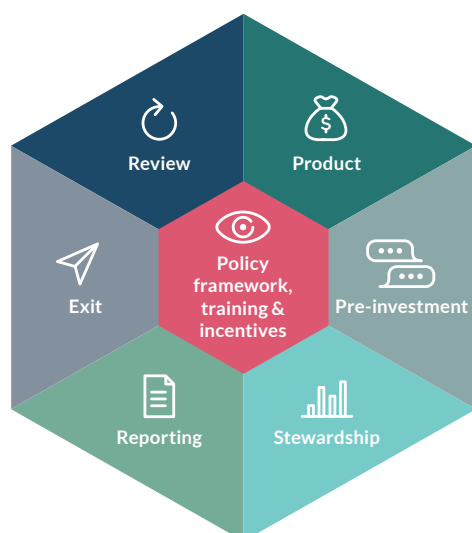 Review
Product
Policy
framework,
training &
incentives
Exit
Pre-investment
Reporting
Stewardship